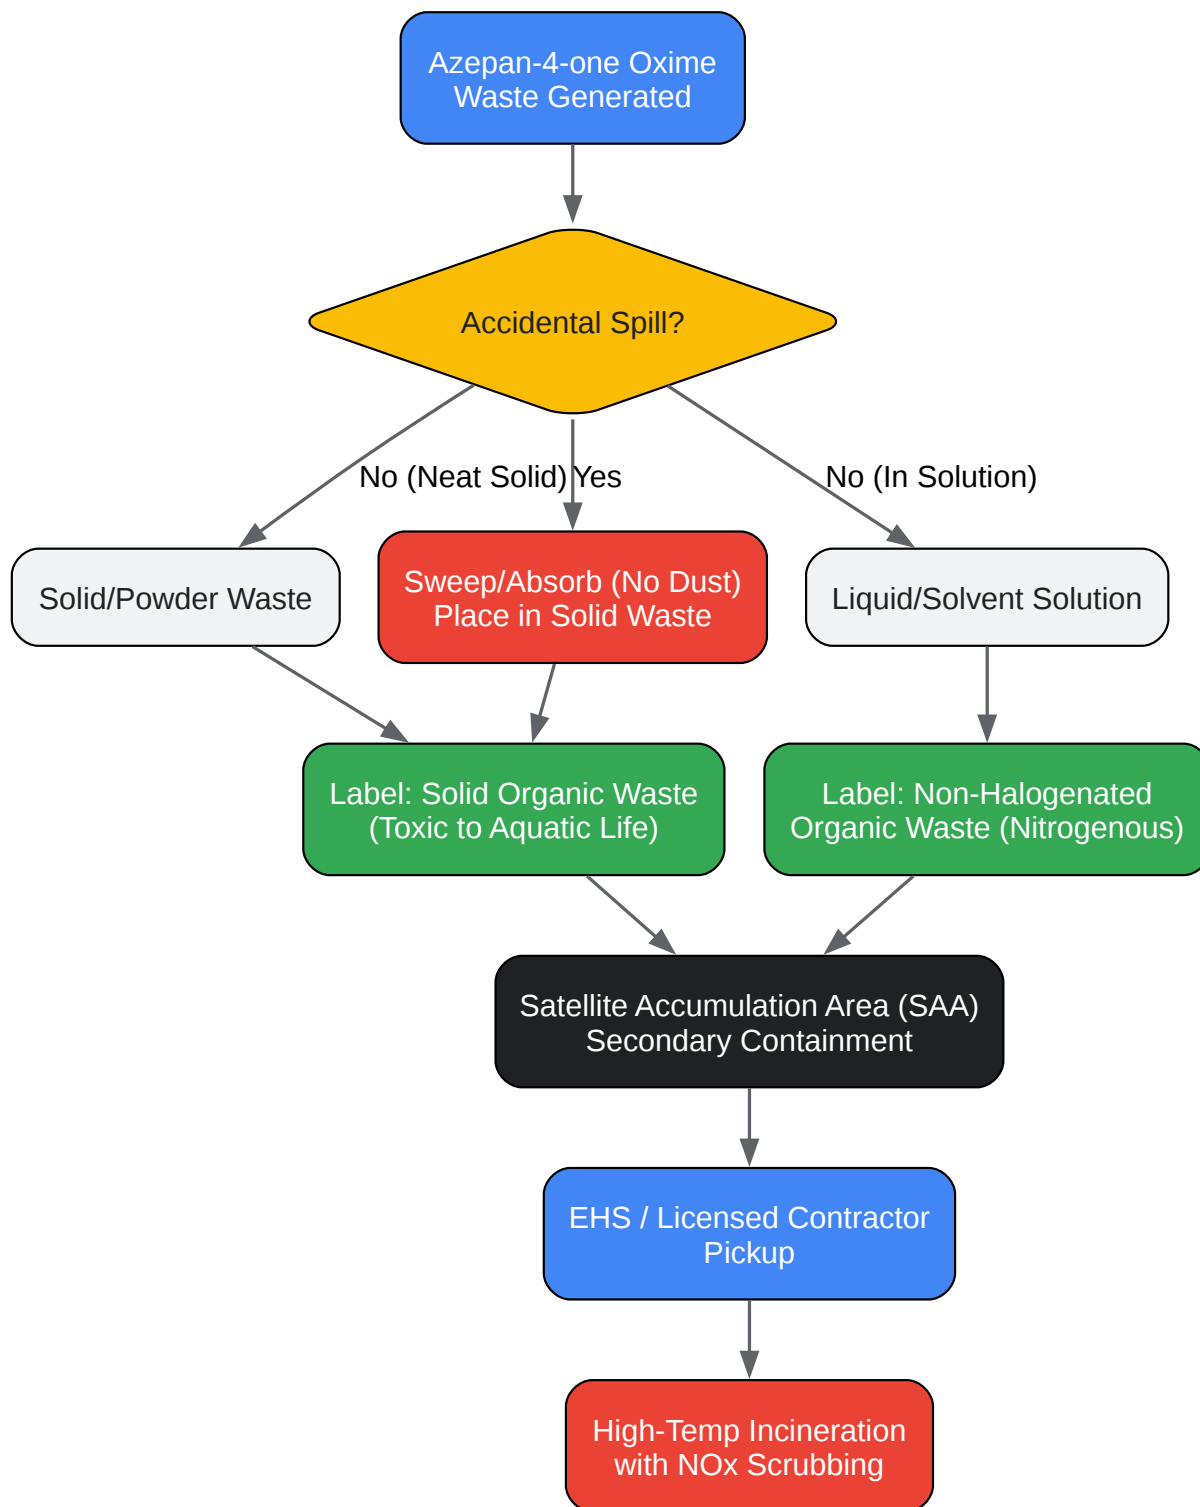 Azepan-4-one Oxime
Waste Generated
Accidental Spill?
No (Neat Solid)
Yes
No (In Solution)
Solid/Powder Waste
Sweep/Absorb (No Dust)
Place in Solid Waste
Liquid/Solvent Solution
Label: Solid Organic Waste
(Toxic to Aquatic Life)
Label: Non-Halogenated
Organic Waste (Nitrogenous)
Satellite Accumulation Area (SAA)
Secondary Containment
EHS / Licensed Contractor
Pickup
High-Temp Incineration
with NOx Scrubbing